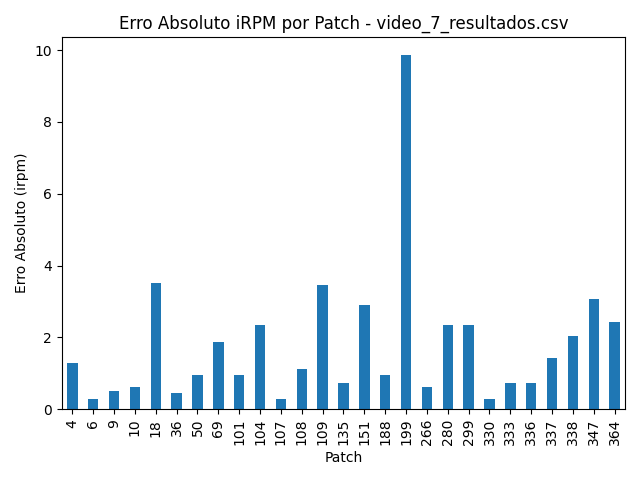 Erro Absoluto iRPM por Patch - video_7_resultados.csv
10
8
6
4
2
0
Erro Absoluto (irpm)
4 6 9 10 18 36 50 69 101 104 107 108 109 135 151 188 199 266 280 299 330 333 336 337 338 347 364
Patch